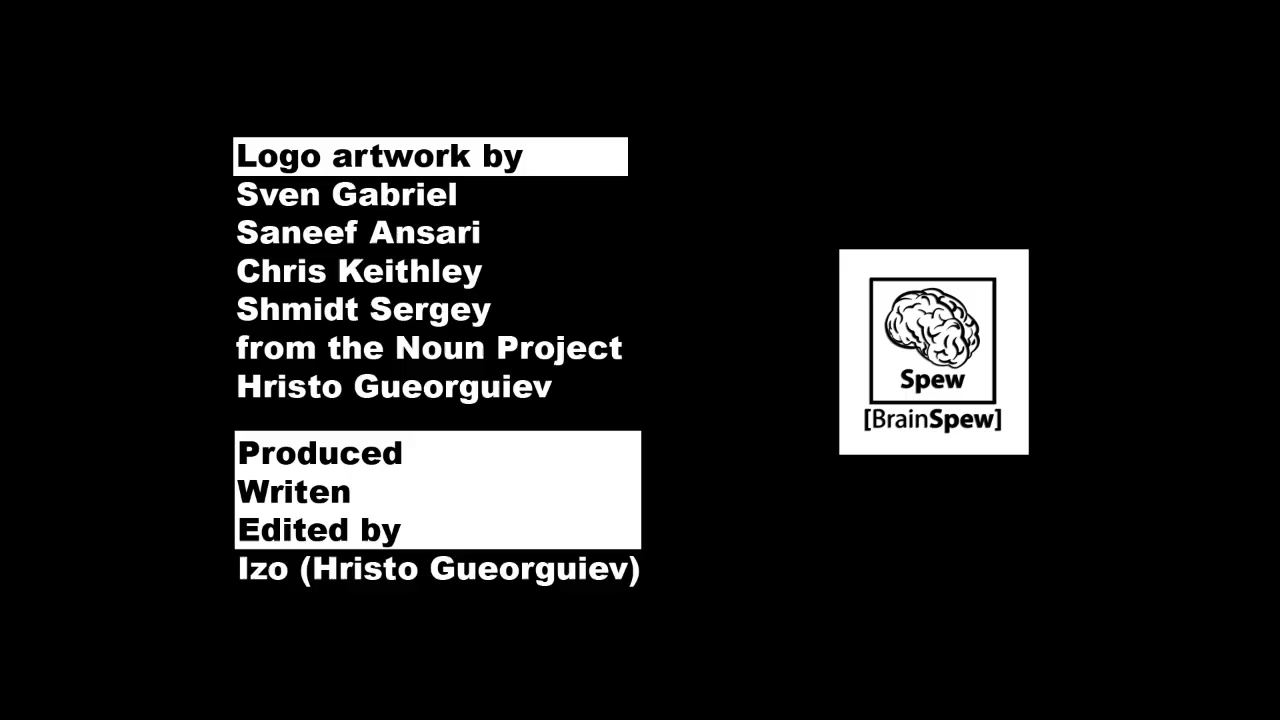 Logo artwork by
Sven Gabriel
Saneef Ansari
Chris Keithley
Shmidt Sergey
from the Noun Project
Hristo Gueorguiev
Produced
Writen
Edited by
Izo (Hristo Gueorguiev)
Spew
[BrainSpew]